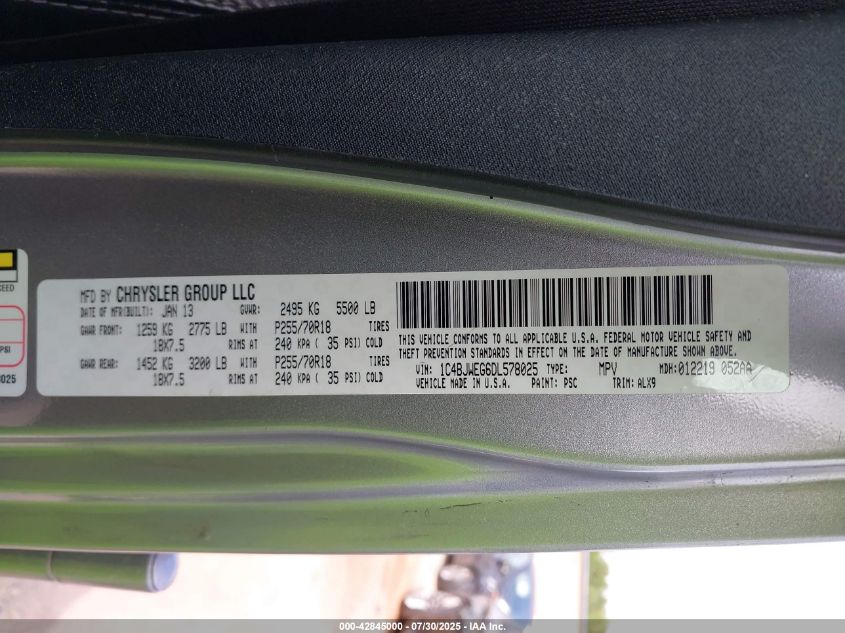 CEED
PSI
8025
MFD BY CHRYSLER GROUP LLC
DATE OF MFR(BUILT): JAN 13 GVWR: 2495 KG 5500 LB
GAWR FRONT: 1259 KG 2775 LB WITH P255/70R18 TIRES
18X7.5 RIMS AT 240 KPA ( 35 PSI) COLD
GAWR REAR: 1452 KG 3200 LB WITH P255/70R18 TIRES
18X7.5 RIMS AT 240 KPA ( 35 PSI) COLD
THIS VEHICLE CONFORMS TO ALL APPLICABLE U.S.A. FEDERAL MOTOR VEHICLE SAFETY AND
THEFT PREVENTION STANDARDS IN EFFECT ON THE DATE OF MANUFACTURE SHOWN ABOVE.
VIN: 1C4BJWEG6DL578025 TYPE: MPV MDH:012219 052AA
VEHICLE MADE IN U.S.A. PAINT: PSC TRIM: ALX9
000-42845000 - 07/30/2025 - IAA Inc.